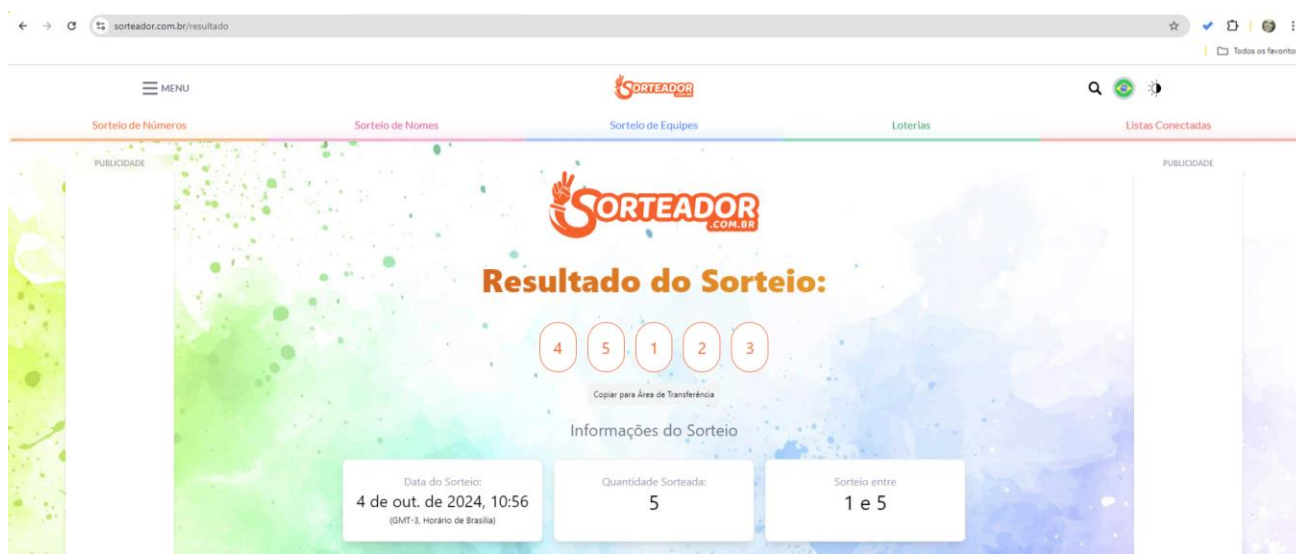 sorteador.com.br/resultado
Todos os favoritos
MENU
SORTEADOR
.COM.BR
Sorteio de Números Sorteio de Nomes Sorteio de Equipes Loterias Listas Conectadas
PUBLICIDADE PUBLICIDADE
SORTEADOR
.COM.BR
Resultado do Sorteio:
4 5 1 2 3
Copiar para Área de Transferência
Informações do Sorteio
Data do Sorteio: Quantidade Sorteada: Sorteio entre
4 de out. de 2024, 10:56 5 1 e 5
(GMT-3, Horário de Brasília)